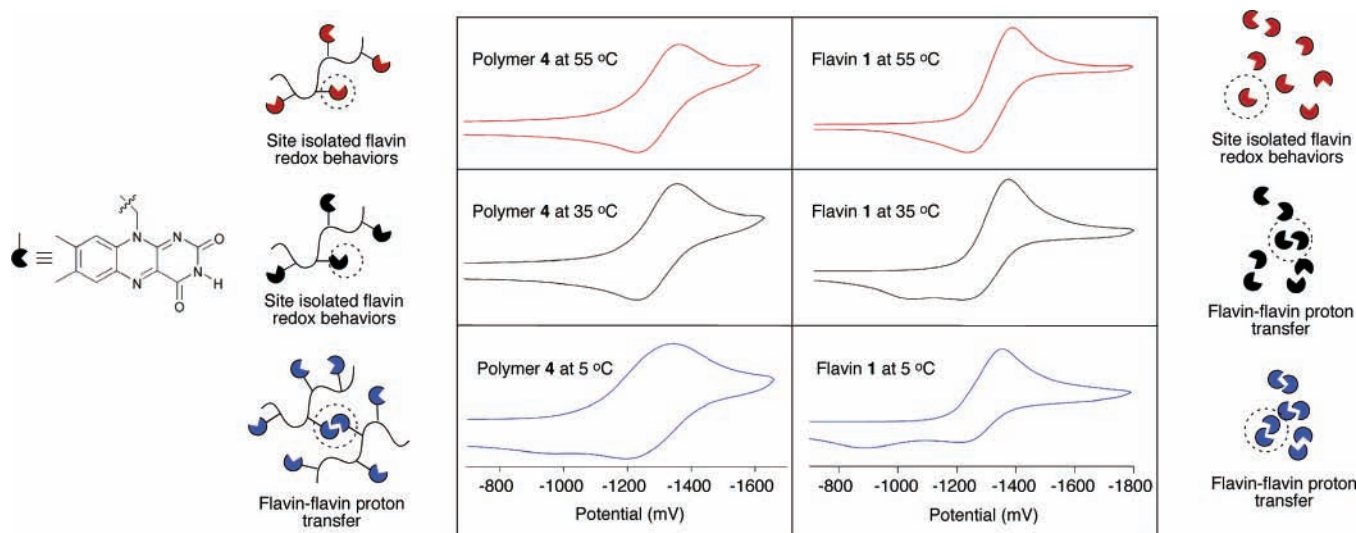 Polymer 4 at 55 ºC
Flavin 1 at 55 ºC
Site isolated flavin
redox behaviors
Site isolated flavin
redox behaviors
N
N
O
N
N
H
O
Polymer 4 at 35 ºC
Flavin 1 at 35 ºC
Site isolated flavin
redox behaviors
Flavin-flavin proton
transfer
Polymer 4 at 5 ºC
Flavin 1 at 5 ºC
Flavin-flavin proton
transfer
Flavin-flavin proton
transfer
-800 -1000 -1200 -1400 -1600
Potential (mV)
-800 -1000 -1200 -1400 -1600 -1800
Potential (mV)